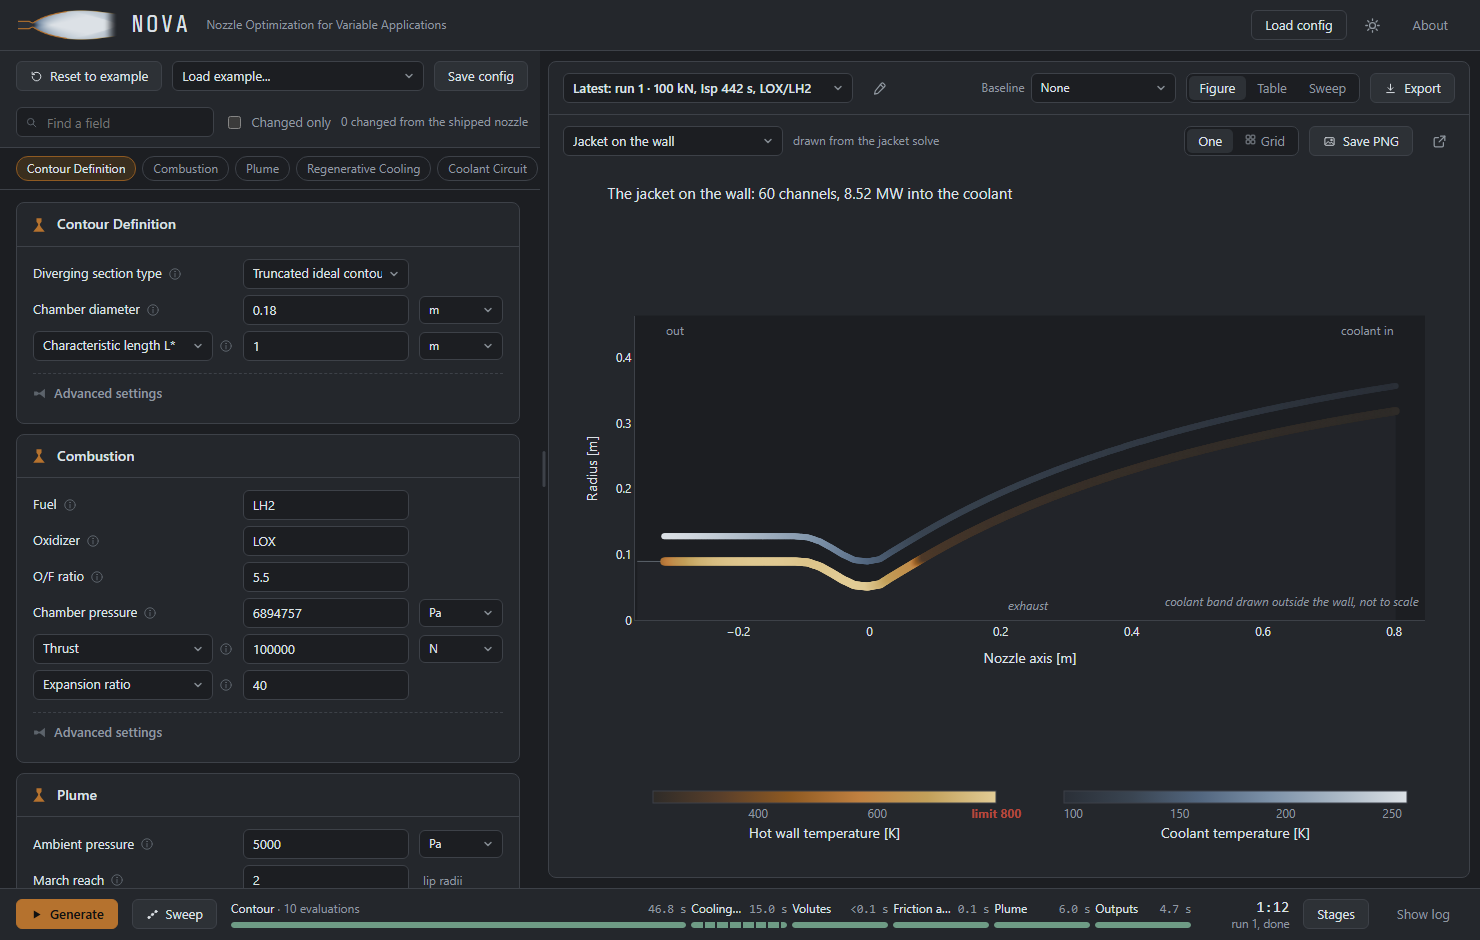 NOVA Nozzle Optimization for Variable Applications Load config About
Reset to example Load example... Save config
Find a field Changed only 0 changed from the shipped nozzle
Contour Definition Combustion Plume Regenerative Cooling Coolant Circuit
Contour Definition
Diverging section type Truncated ideal contou
Chamber diameter 0.18 m
Characteristic length L* 1 m
Advanced settings
Combustion
Fuel LH2
Oxidizer LOX
O/F ratio 5.5
Chamber pressure 6894757 Pa
Thrust 100000 N
Expansion ratio 40
Advanced settings
Plume
Ambient pressure 5000 Pa
March reach 2 lip radii
Latest: run 1 · 100 kN, Isp 442 s, LOX/LH2 Baseline None Figure Table Sweep Export
Jacket on the wall drawn from the jacket solve One Grid Save PNG
The jacket on the wall: 60 channels, 8.52 MW into the coolant
out coolant in
0.4
0.3
0.2
0.1
0
Radius [m]
exhaust coolant band drawn outside the wall, not to scale
−0.2 0 0.2 0.4 0.6 0.8
Nozzle axis [m]
400 600 limit 800
Hot wall temperature [K]
100 150 200 250
Coolant temperature [K]
Generate Sweep Contour · 10 evaluations 46.8 s Cooling... 15.0 s Volutes <0.1 s Friction a... 0.1 s Plume 6.0 s Outputs 4.7 s 1:12 Stages Show log
run 1, done